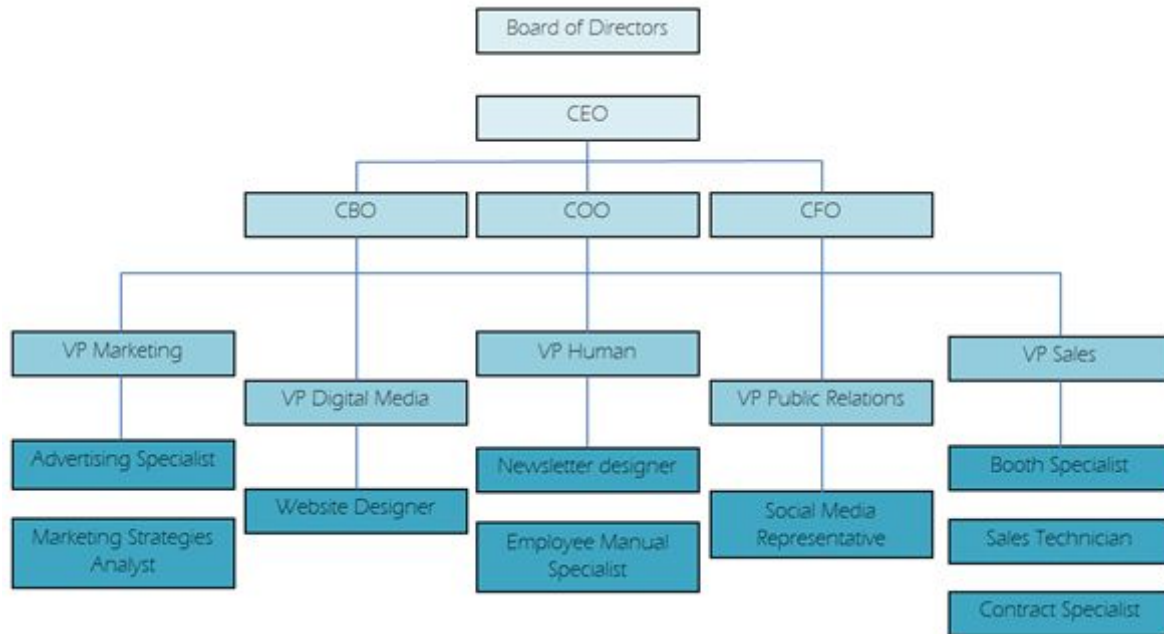 Board of Directors
CEO
CBO
COO
CFO
VP Marketing
VP Human
VP Sales
VP Digital Media
VP Public Relations
Advertising Specialist
Newsletter designer
Booth Specialist
Website Designer
Social Media
Representative
Marketing Strategies
Analyst
Employee Manual
Specialist
Sales Technician
Contract Specialist